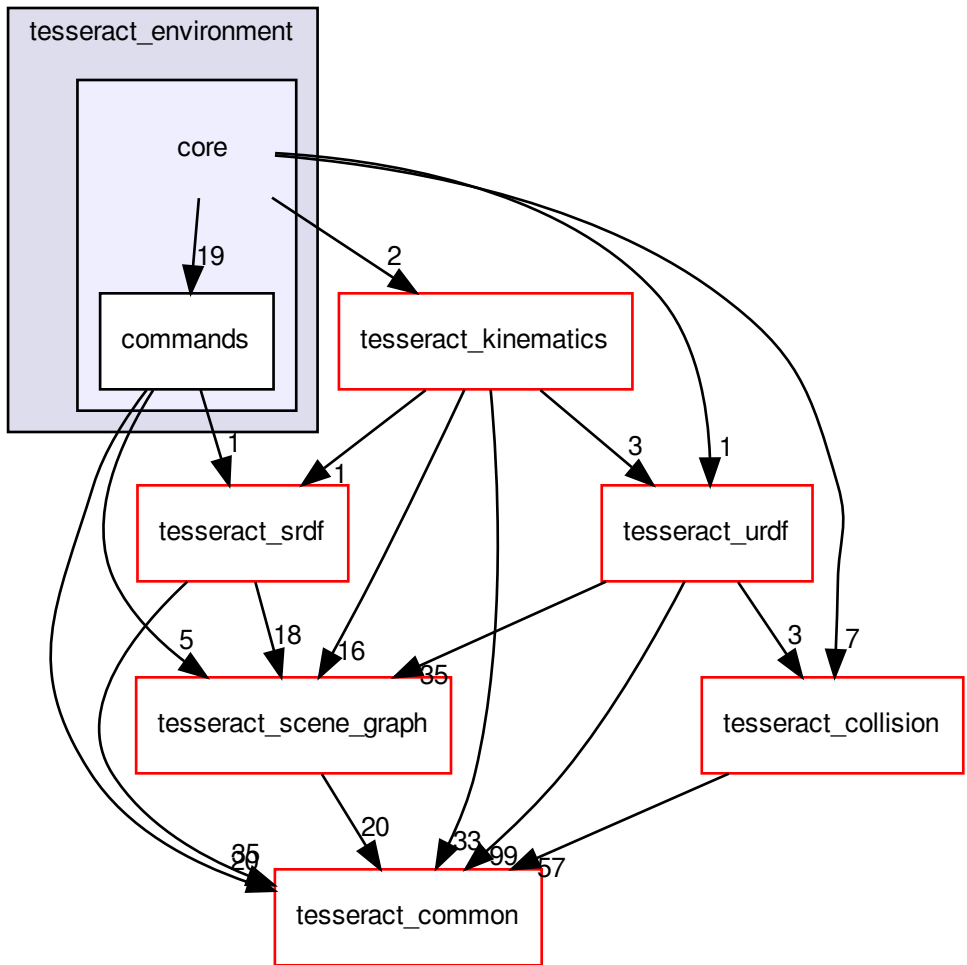 tesseract_environment
core
19
2
commands
tesseract_kinematics
1
1
3
1
tesseract_srdf
tesseract_urdf
5
18
16
35
3
7
tesseract_scene_graph
tesseract_collision
20
33
99
57
tesseract_common